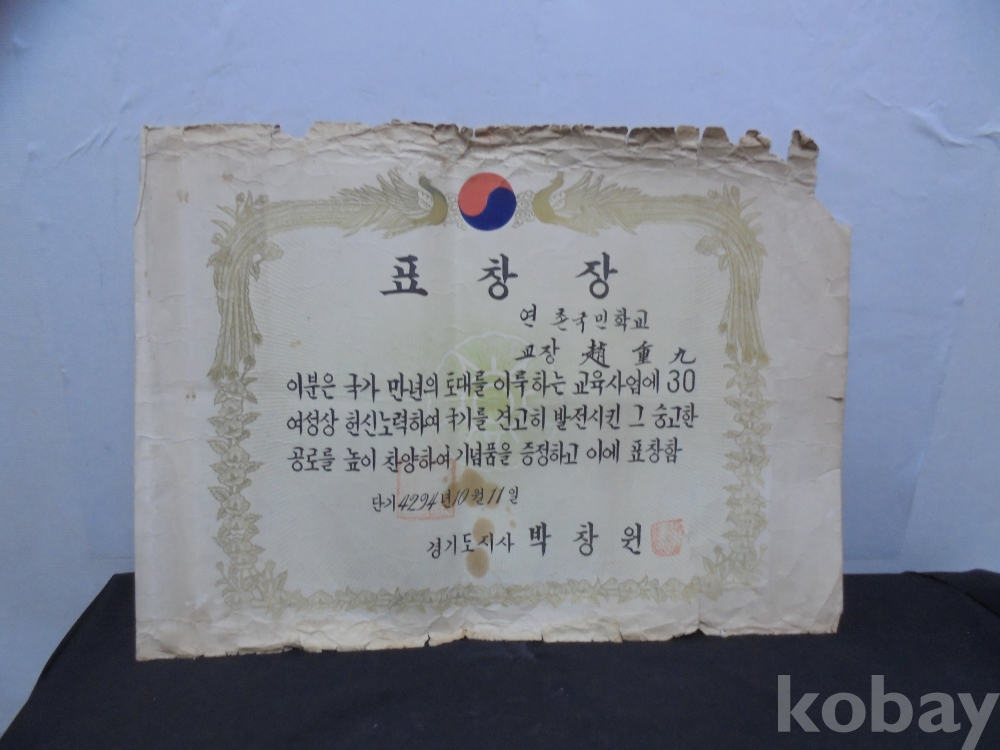 표창장
연촌국민학교
교장 趙重九
이분은 국가 만년의 토대를 이룩하는 교육사업에 30
여성상 헌신노력하여 국기를 견고히 발전시킨 그 숭고한
공로를 높이 찬양하여 기념품을 증정하고 이에 표창함
단기 4294년 10월 11일
경기도지사 박창원
kobay